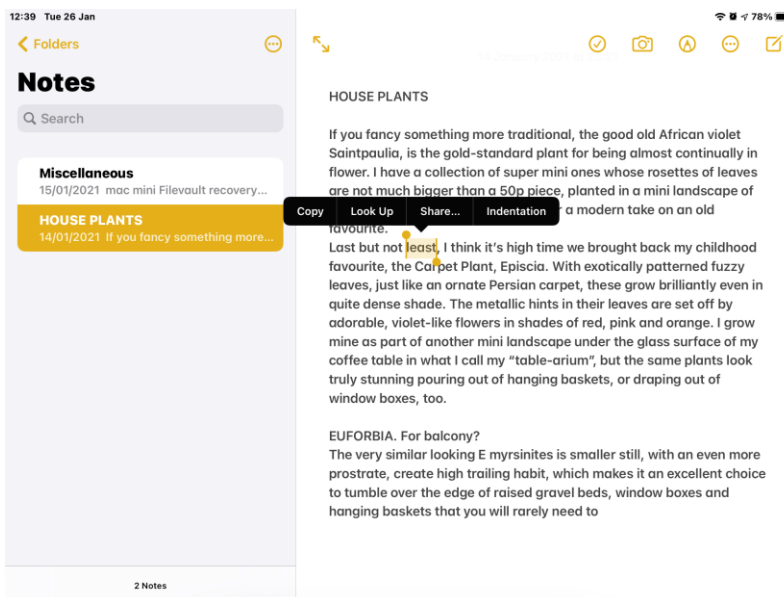 12:39 Tue 26 Jan
78%
Folders
Notes
Search
Miscellaneous
15/01/2021 mac mini Filevault recovery...
HOUSE PLANTS
14/01/2021 If you fancy something more...
2 Notes
HOUSE PLANTS
If you fancy something more traditional, the good old African violet
Saintpaulia, is the gold-standard plant for being almost continually in
flower. I have a collection of super mini ones whose rosettes of leaves
are not much bigger than a 50p piece, planted in a mini landscape of
Copy Look Up Share... Indentation
a modern take on an old
favourite.
Last but not least, I think it's high time we brought back my childhood
favourite, the Carpet Plant, Episcia. With exotically patterned fuzzy
leaves, just like an ornate Persian carpet, these grow brilliantly even in
quite dense shade. The metallic hints in their leaves are set off by
adorable, violet-like flowers in shades of red, pink and orange. I grow
mine as part of another mini landscape under the glass surface of my
coffee table in what I call my “table-arium”, but the same plants look
truly stunning pouring out of hanging baskets, or draping out of
window boxes, too.
EUFORBIA. For balcony?
The very similar looking E myrsinites is smaller still, with an even more
prostrate, create high trailing habit, which makes it an excellent choice
to tumble over the edge of raised gravel beds, window boxes and
hanging baskets that you will rarely need to